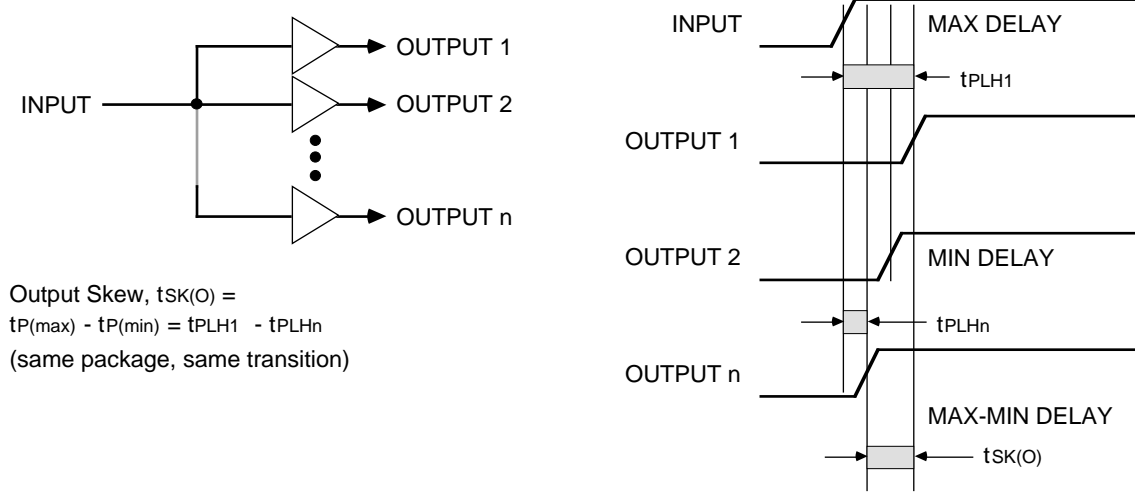 INPUT
OUTPUT 1
OUTPUT 2
OUTPUT n
Output Skew, tSK(O) =
tP(max) - tP(min) = tPLH1 - tPLHn
(same package, same transition)
INPUT
MAX DELAY
tPLH1
OUTPUT 1
OUTPUT 2
MIN DELAY
tPLHn
OUTPUT n
MAX-MIN DELAY
tSK(O)